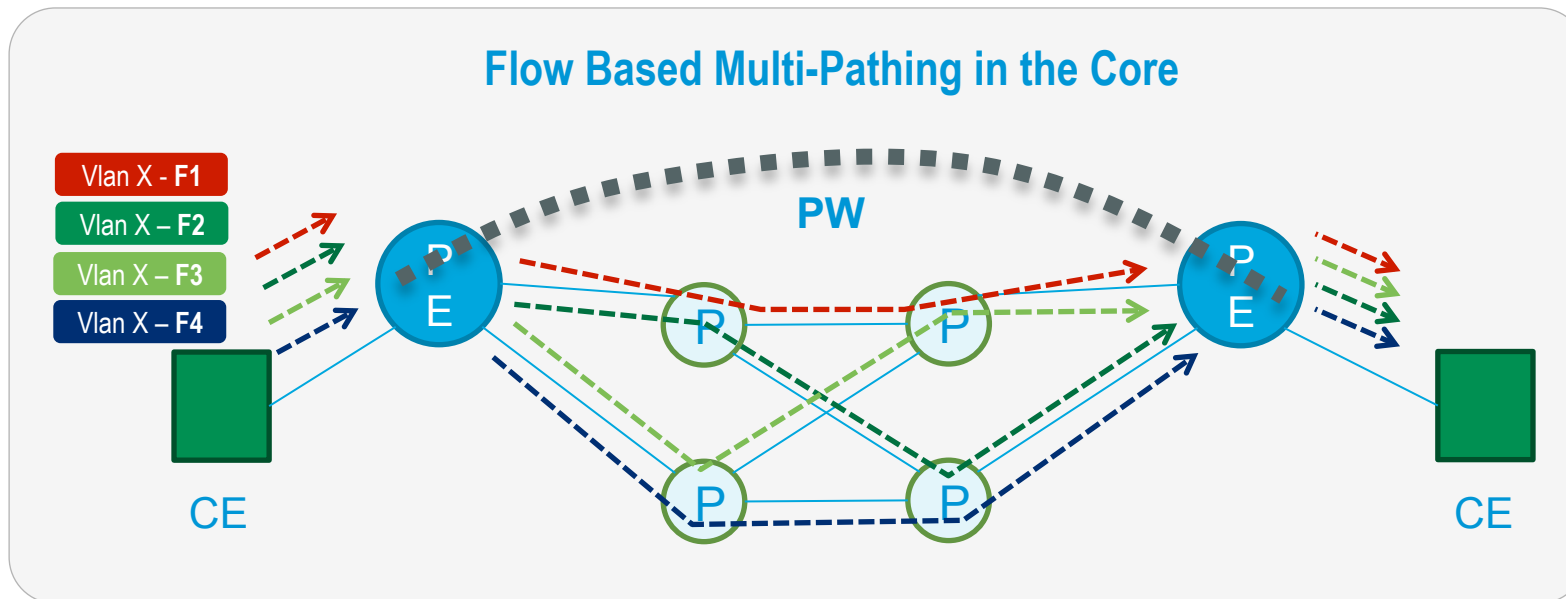 Flow Based Multi-Pathing in the Core
Vlan X - F1
Vlan X – F2
Vlan X – F3
Vlan X – F4
PW
P
E
P
E
P
P
P
P
CE
CE